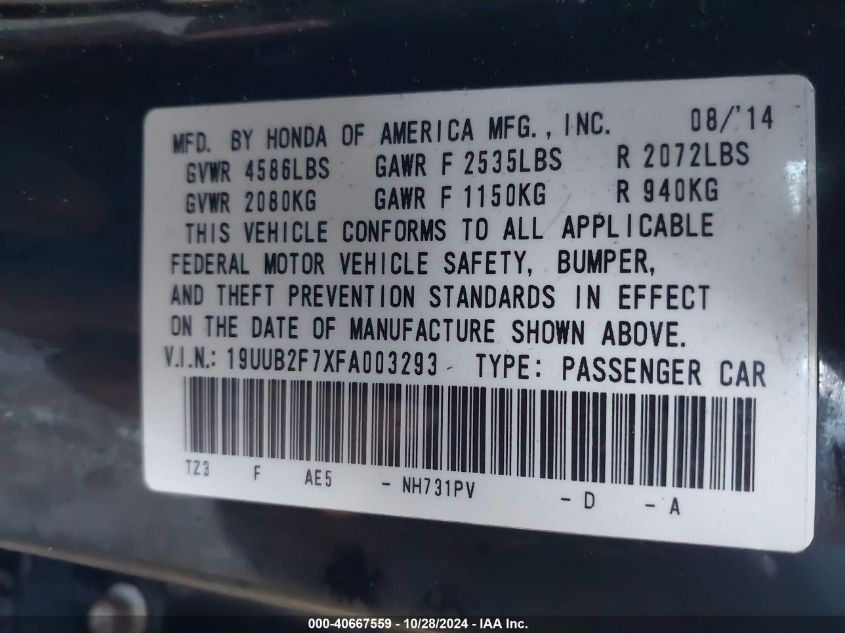 MFD. BY HONDA OF AMERICA MFG., INC. 08/'14
GVWR 4586LBS GAWR F 2535LBS R 2072LBS
GVWR 2080KG GAWR F 1150KG R 940KG
THIS VEHICLE CONFORMS TO ALL APPLICABLE
FEDERAL MOTOR VEHICLE SAFETY, BUMPER,
AND THEFT PREVENTION STANDARDS IN EFFECT
ON THE DATE OF MANUFACTURE SHOWN ABOVE.
V.I.N.: 19UUB2F7XFA003293 TYPE: PASSENGER CAR
TZ3 F AE5 - NH731PV - D - A
000-40667559 - 10/28/2024 - IAA Inc.